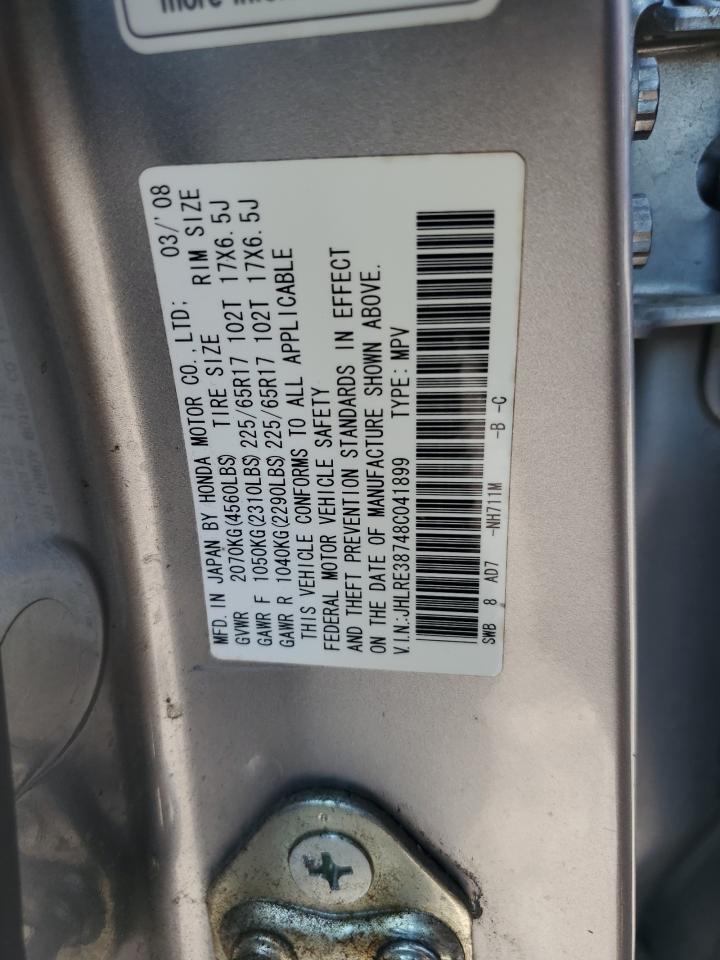 more
MFD. IN JAPAN BY HONDA MOTOR CO., LTD; 03/'08
GVWR 2070KG(4560LBS) TIRE SIZE RIM SIZE
GAWR F 1050KG(2310LBS) 225/65R17 102T 17X6.5J
GAWR R 1040KG(2290LBS) 225/65R17 102T 17X6.5J
THIS VEHICLE CONFORMS TO ALL APPLICABLE
FEDERAL MOTOR VEHICLE SAFETY
AND THEFT PREVENTION STANDARDS IN EFFECT
ON THE DATE OF MANUFACTURE SHOWN ABOVE.
V.I.N.:JHLRE38748C041899 TYPE: MPV
SWB 8 AD7 -NH711M -B -C